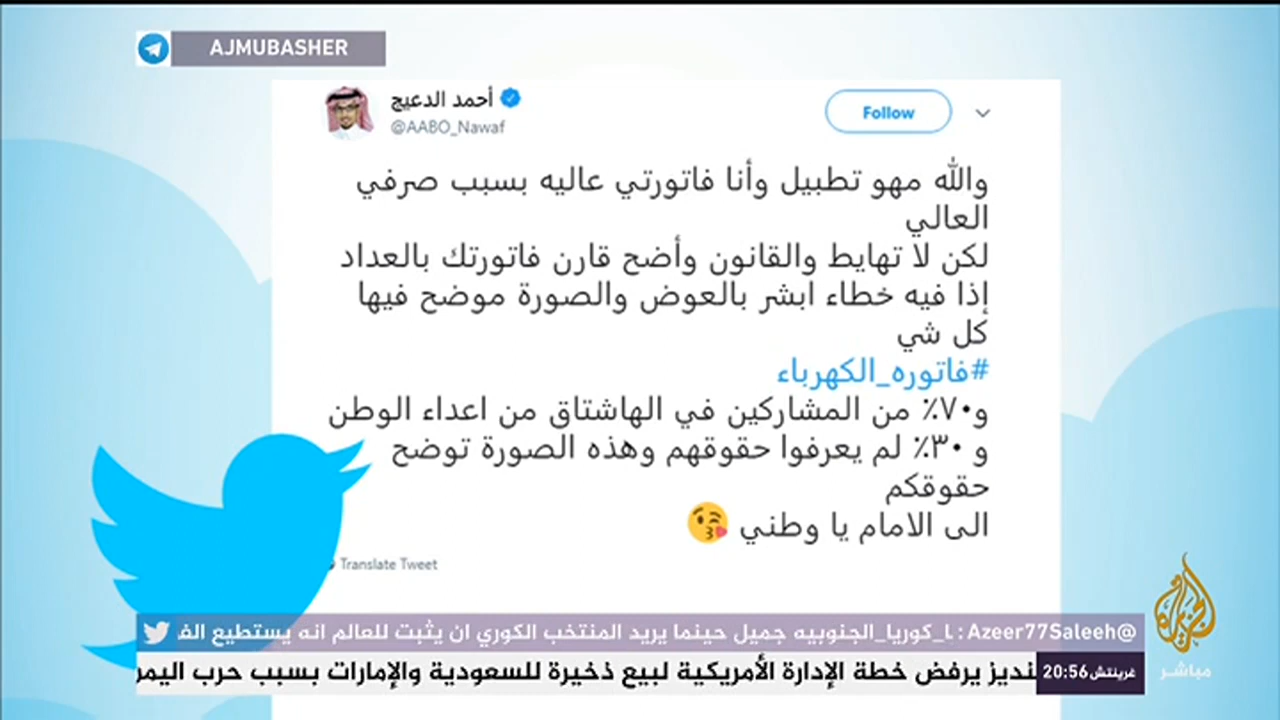 AJMUBASHER
أحمد الدعيج
@AABO_Nawaf
Follow
والله مهو تطبيل وأنا فاتورتي عاليه بسبب صرفي
العالي
لكن لا تهايط والقانون وأضح قارن فاتورتك بالعداد
إذا فيه خطاء ابشر بالعوض والصورة موضح فيها
كل شي
#فاتوره_الكهرباء
و٧٠٪ من المشاركين في الهاشتاق من اعداء الوطن
و ٣٠٪ لم يعرفوا حقوقهم وهذه الصورة توضح
حقوقكم
الى الامام يا وطني 😘
Translate Tweet
@Azeer77Saleeh : #كوريا_الجنوبيه جميل حينما يريد المنتخب الكوري ان يثبت للعالم انه يستطيع
غرينتش 20:56
يرفض خطة الإدارة الأمريكية لبيع ذخيرة للسعودية والإمارات بسبب حرب
الجزيرة
مباشر